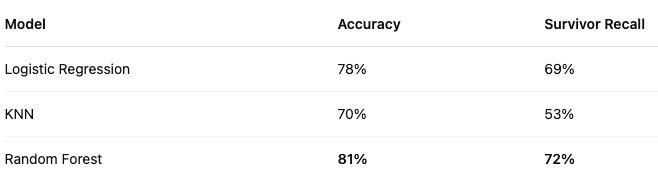 Model Accuracy Survivor Recall
Logistic Regression 78% 69%
KNN 70% 53%
Random Forest 81% 72%